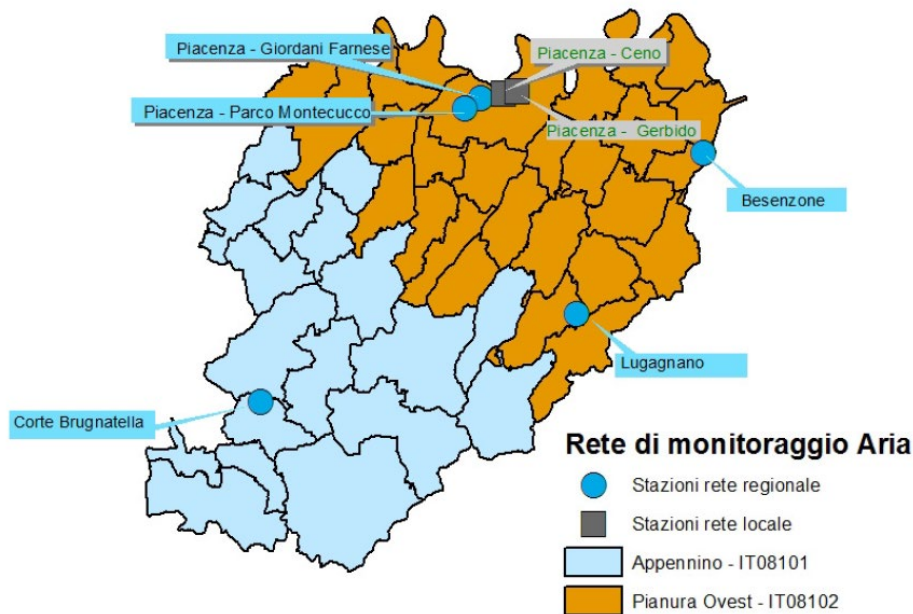 Piacenza - Giordani Farnese
Piacenza - Ceno
Piacenza - Parco Montecucco
Piacenza - Gerbido
Besenzone
Lugagnano
Corte Brugnatella
Rete di monitoraggio Aria
Stazioni rete regionale
Stazioni rete locale
Appennino - IT08101
Pianura Ovest - IT08102